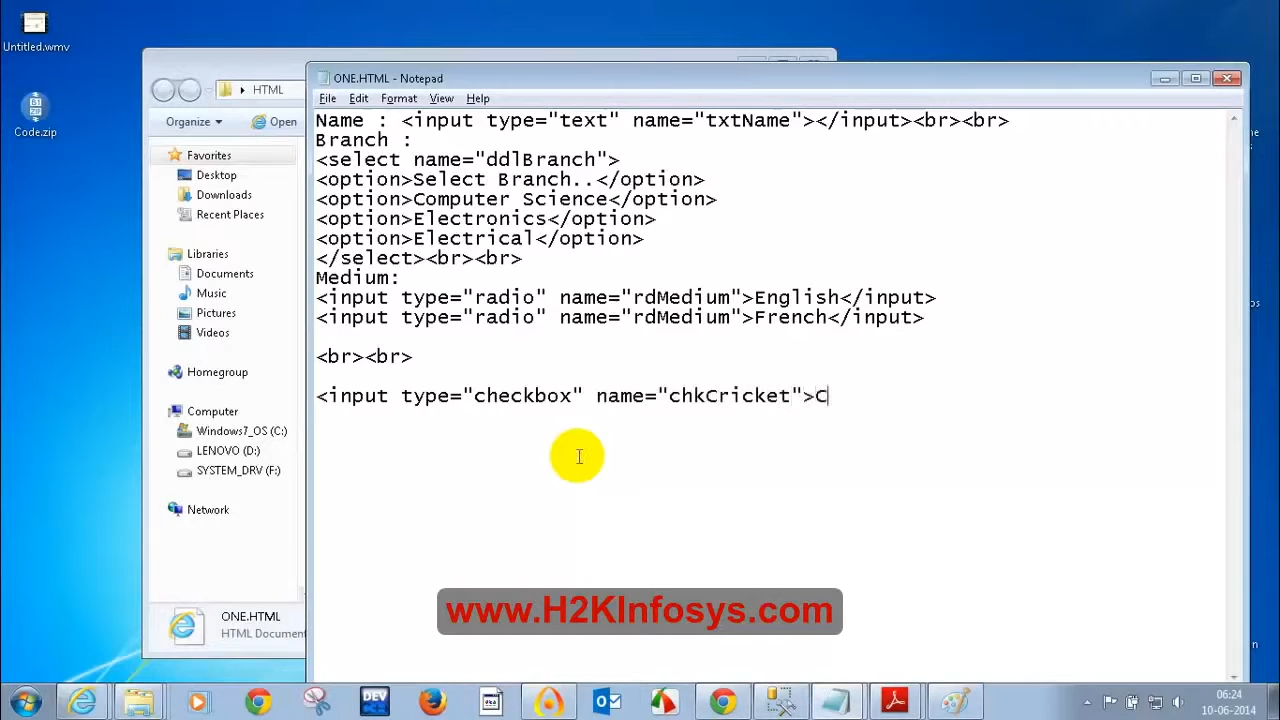 Untitled.wmv
Code.zip
HTML
Organize
Open
Favorites
Desktop
Downloads
Recent Places
Libraries
Documents
Music
Pictures
Videos
Homegroup
Computer
Windows7_OS (C:)
LENOVO (D:)
SYSTEM_DRV (F:)
Network
ONE.HTML
HTML Documen
ONE.HTML - Notepad
File Edit Format View Help
Name : <input type="text" name="txtName"></input><br><br>
Branch :
<select name="ddlBranch">
<option>Select Branch..</option>
<option>Computer Science</option>
<option>Electronics</option>
<option>Electrical</option>
</select><br><br>
Medium:
<input type="radio" name="rdMedium">English</input>
<input type="radio" name="rdMedium">French</input>
<br><br>
<input type="checkbox" name="chkCricket">C
www.H2KInfosys.com
DEV
06:24
10-06-2014